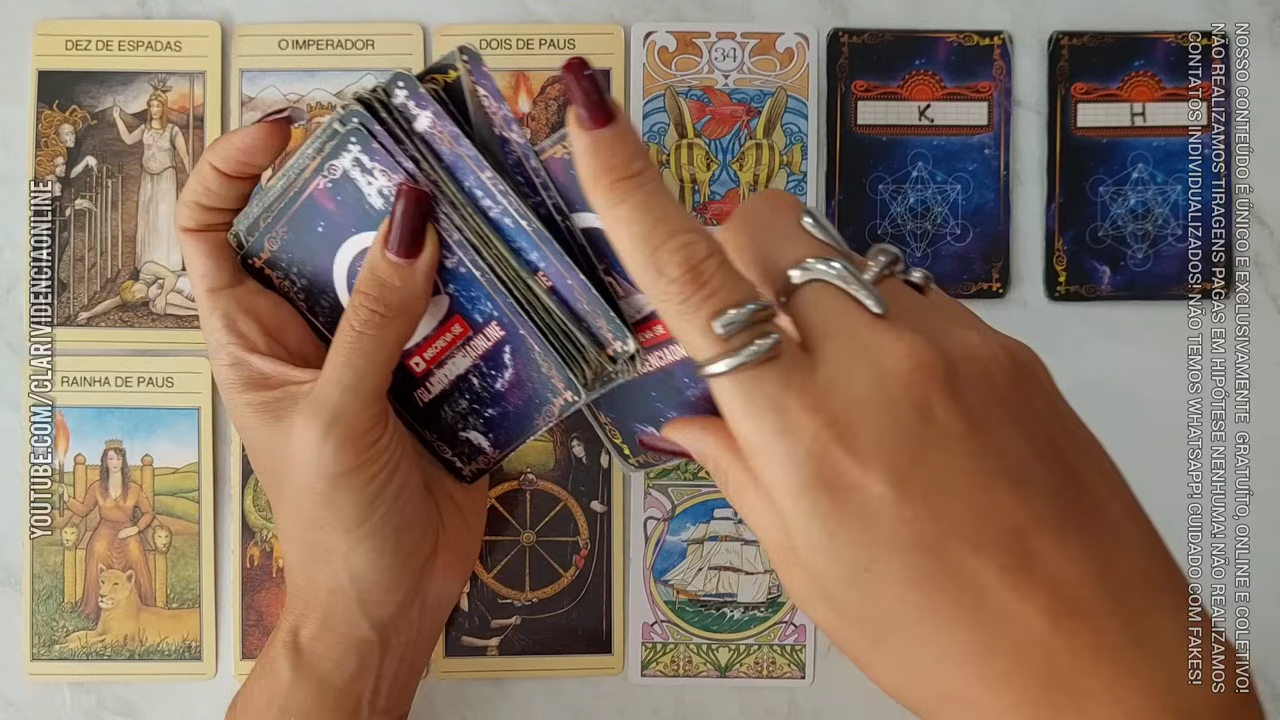 DEZ DE ESPADAS
O IMPERADOR
DOIS DE PAUS
34
K
H
RAINHA DE PAUS
INSCREVA-SE
/CLARIVIDENCIAONLINE
YOUTUBE.COM/CLARIVIDENCIAONLINE
NOSSO CONTEÚDO É ÚNICO E EXCLUSIVAMENTE GRATUÍTO, ONLINE E COLETIVO!
NÃO REALIZAMOS TIRAGENS PAGAS EM HIPÓTESE NENHUMA! NÃO REALIZAMOS
CONTATOS INDIVIDUALIZADOS! NÃO TEMOS WHATSAPP! CUIDADO COM FAKES!